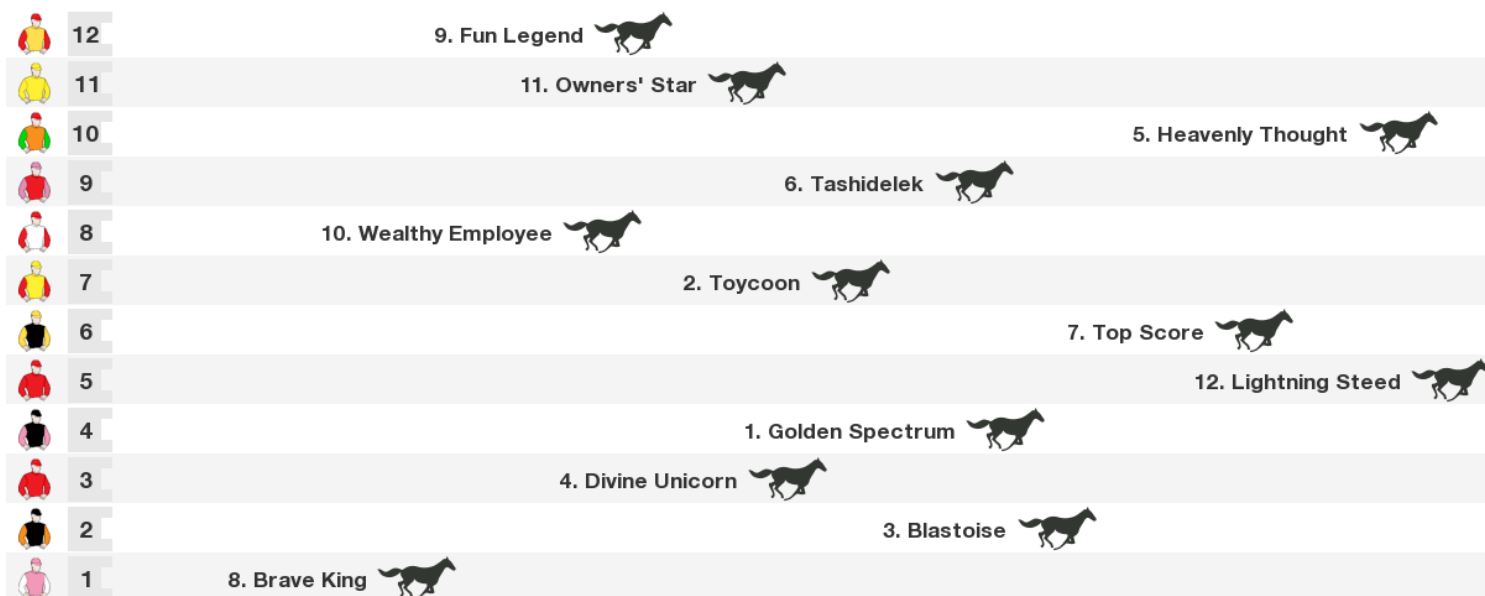 12 9. Fun Legend
11 11. Owners' Star
10 5. Heavenly Thought
9 6. Tashidelek
8 10. Wealthy Employee
7 2. Toycoon
6 7. Top Score
5 12. Lightning Steed
4 1. Golden Spectrum
3 4. Divine Unicorn
2 3. Blastoise
1 8. Brave King